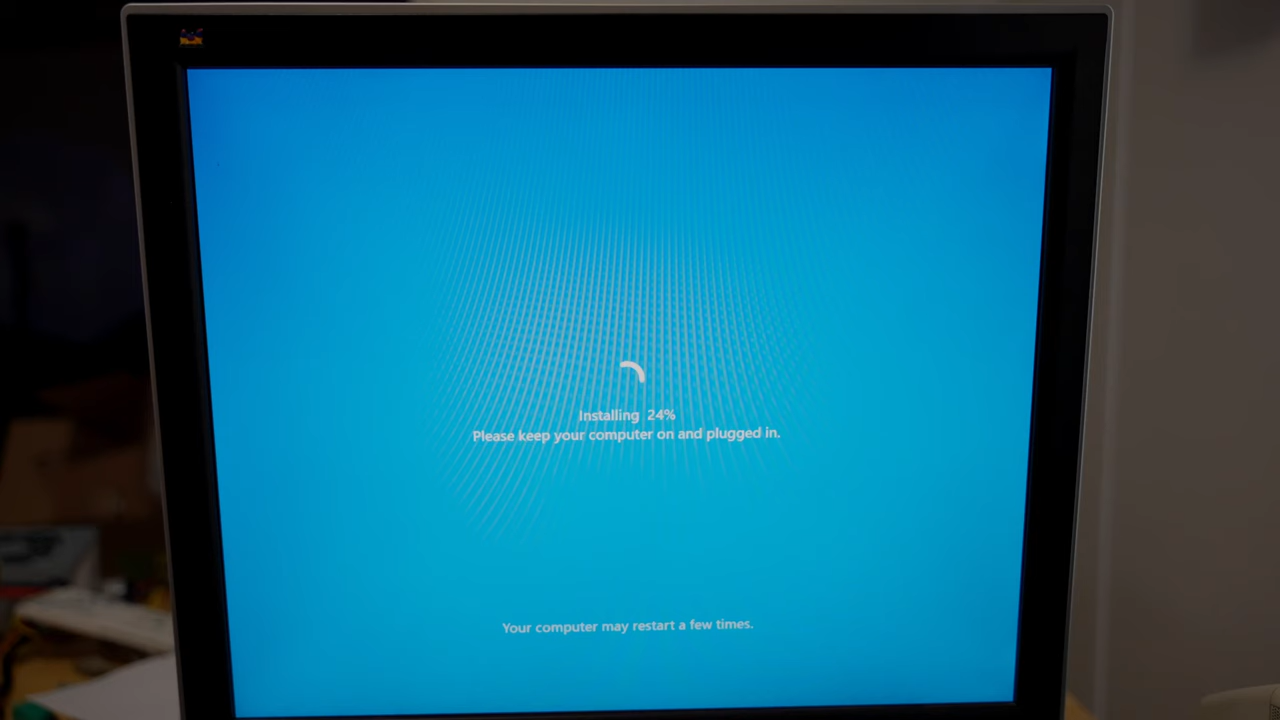 Installing 24%
Please keep your computer on and plugged in.
Your computer may restart a few times.